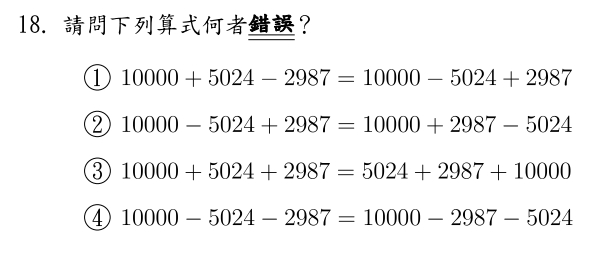 18. 請問下列算式何者錯誤?
① 10000 + 5024 − 2987 = 10000 − 5024 + 2987
② 10000 − 5024 + 2987 = 10000 + 2987 − 5024
③ 10000 + 5024 + 2987 = 5024 + 2987 + 10000
④ 10000 − 5024 − 2987 = 10000 − 2987 − 5024